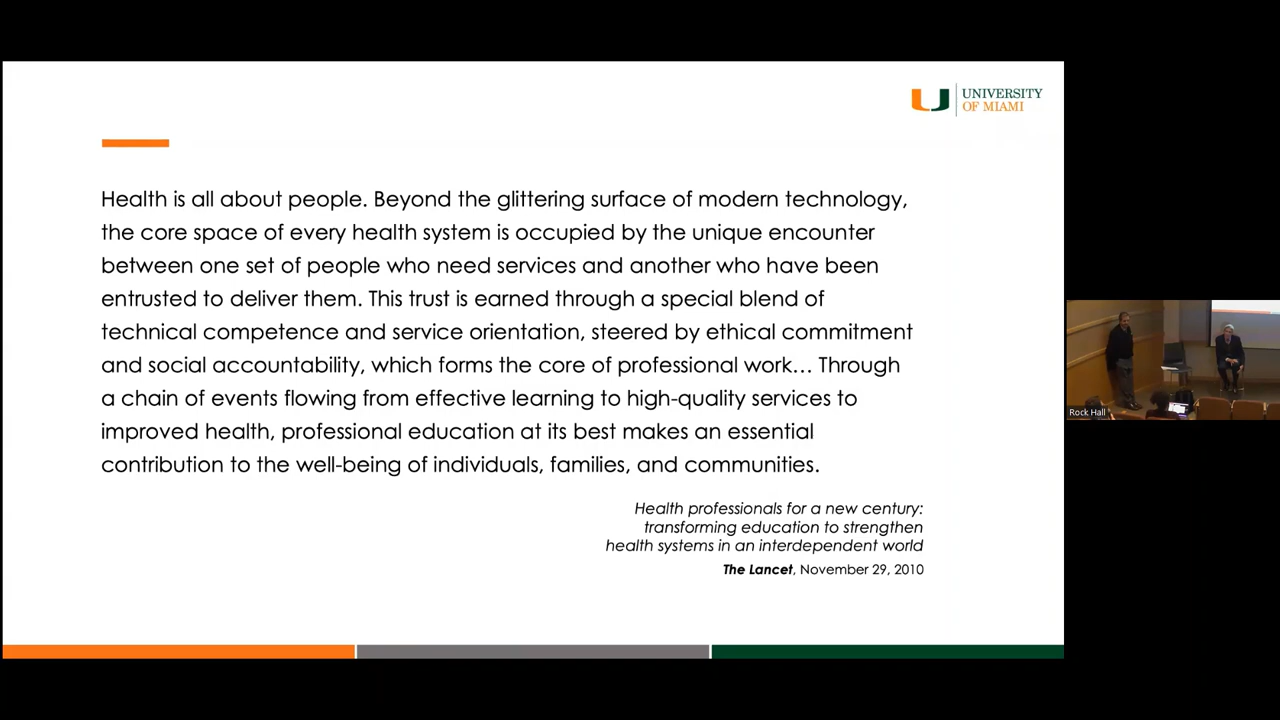 UNIVERSITY
OF MIAMI
Health is all about people. Beyond the glittering surface of modern technology,
the core space of every health system is occupied by the unique encounter
between one set of people who need services and another who have been
entrusted to deliver them. This trust is earned through a special blend of
technical competence and service orientation, steered by ethical commitment
and social accountability, which forms the core of professional work... Through
a chain of events flowing from effective learning to high-quality services to
improved health, professional education at its best makes an essential
contribution to the well-being of individuals, families, and communities.
Health professionals for a new century:
transforming education to strengthen
health systems in an interdependent world
The Lancet, November 29, 2010
Rock Hall